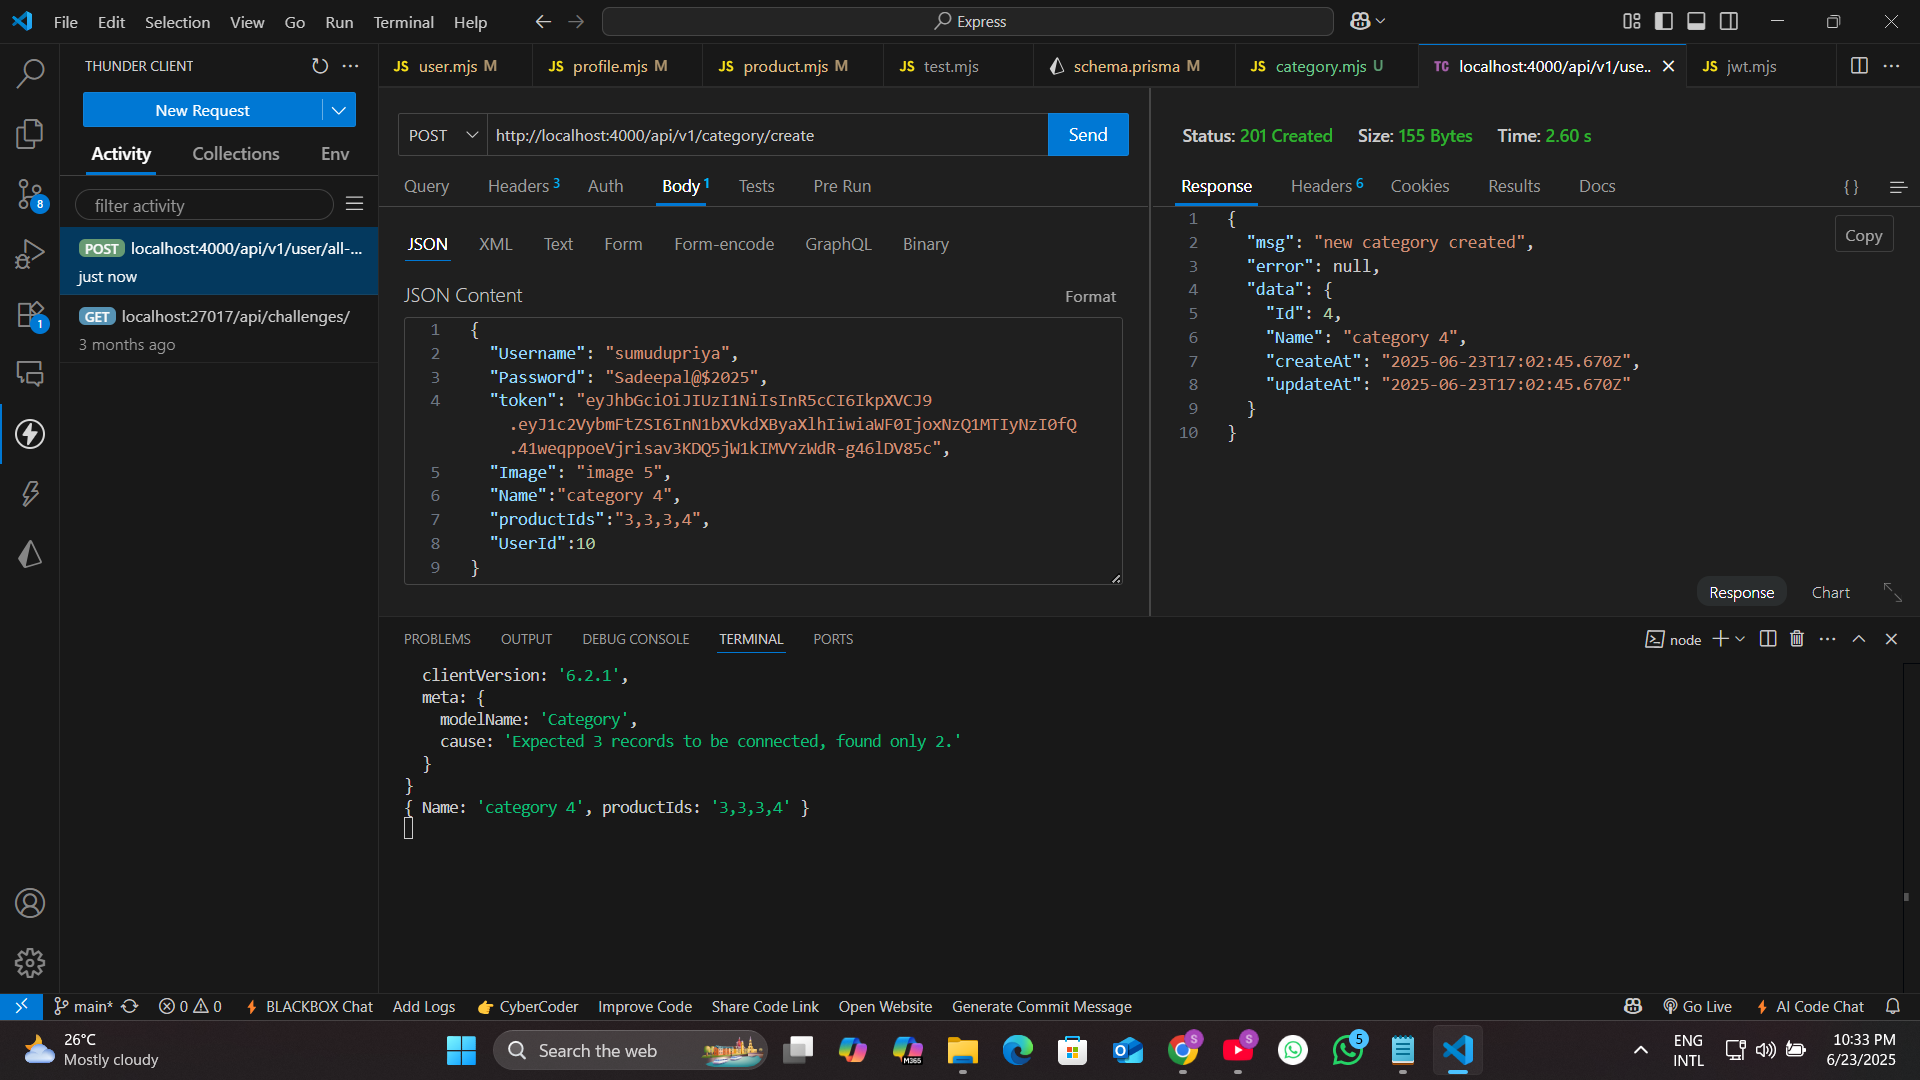 File Edit Selection View Go Run Terminal Help
Express
THUNDER CLIENT
New Request
Activity Collections Env
filter activity
POST localhost:4000/api/v1/user/all-...
just now
GET localhost:27017/api/challenges/
3 months ago
8
1
JS user.mjs M
JS profile.mjs M
JS product.mjs M
JS test.mjs
schema.prisma M
JS category.mjs U
TC localhost:4000/api/v1/use..
JS jwt.mjs
POST http://localhost:4000/api/v1/category/create Send
Query Headers 3 Auth Body 1 Tests Pre Run
JSON XML Text Form Form-encode GraphQL Binary
JSON Content Format
1 {
2 "Username": "sumudupriya",
3 "Password": "Sadeepal@$2025",
4 "token": "eyJhbGciOiJIUzI1NiIsInR5cCI6IkpXVCJ9
.eyJ1c2VybmFtZSI6InN1bXVkdXByaXlhIiwiaWF0IjoxNzQ1MTIyNzI0fQ
.41weqppoeVjrisav3KDQ5jW1kIMVYzWdR-g46lDV85c",
5 "Image": "image 5",
6 "Name":"category 4",
7 "productIds":"3,3,3,4",
8 "UserId":10
9 }
Status: 201 Created Size: 155 Bytes Time: 2.60 s
Response Headers 6 Cookies Results Docs { }
Copy
1 {
2 "msg": "new category created",
3 "error": null,
4 "data": {
5 "Id": 4,
6 "Name": "category 4",
7 "createAt": "2025-06-23T17:02:45.670Z",
8 "updateAt": "2025-06-23T17:02:45.670Z"
9 }
10 }
Response Chart
PROBLEMS OUTPUT DEBUG CONSOLE TERMINAL PORTS
node
clientVersion: '6.2.1',
meta: {
modelName: 'Category',
cause: 'Expected 3 records to be connected, found only 2.'
}
}
{ Name: 'category 4', productIds: '3,3,3,4' }
main* 0 0 BLACKBOX Chat Add Logs CyberCoder Improve Code Share Code Link Open Website Generate Commit Message
Go Live AI Code Chat
26°C
Mostly cloudy
Search the web
M365
S
S
5
ENG
INTL
10:33 PM
6/23/2025